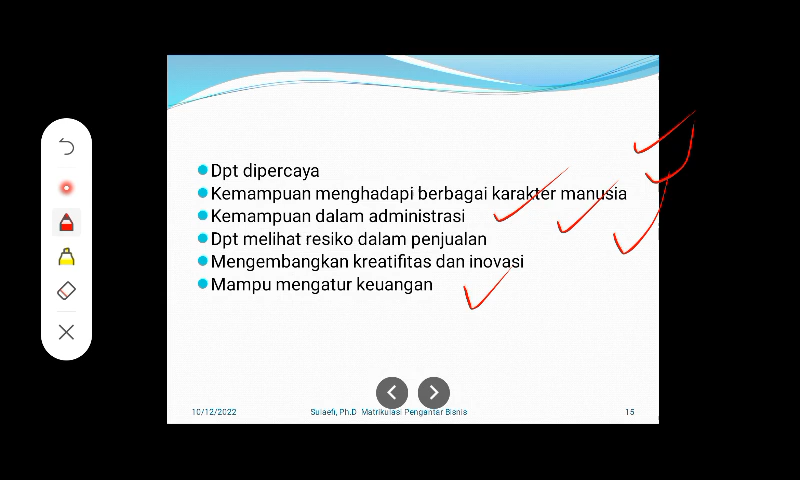 Dpt dipercaya
Kemampuan menghadapi berbagai karakter manusia
Kemampuan dalam administrasi
Dpt melihat resiko dalam penjualan
Mengembangkan kreatifitas dan inovasi
Mampu mengatur keuangan
10/12/2022 Sulaefi, Ph.D Matrikulasi Pengantar Bisnis 15